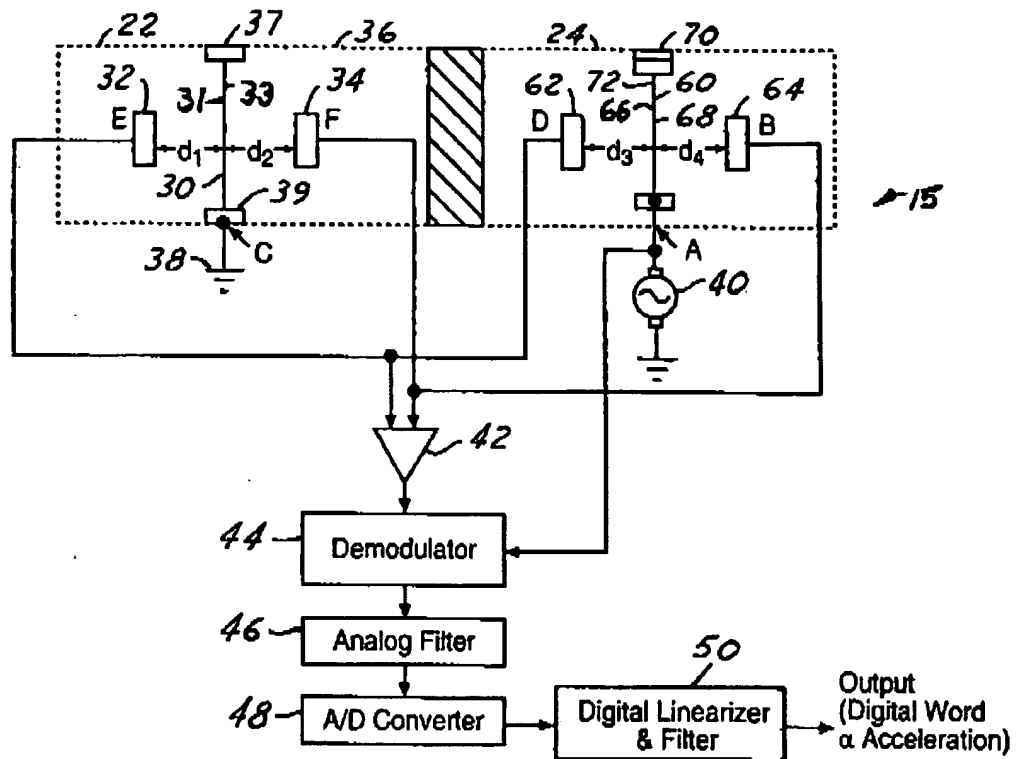 22 37 36 24 70
32 34 62 72 60 64
31 33 66 68
E F D B
d1 d2 d3 d4
30 39 15
C A
38 40
42
44 Demodulator
46 Analog Filter
50
48 A/D Converter
Digital Linearizer
& Filter
Output
(Digital Word
α Acceleration)